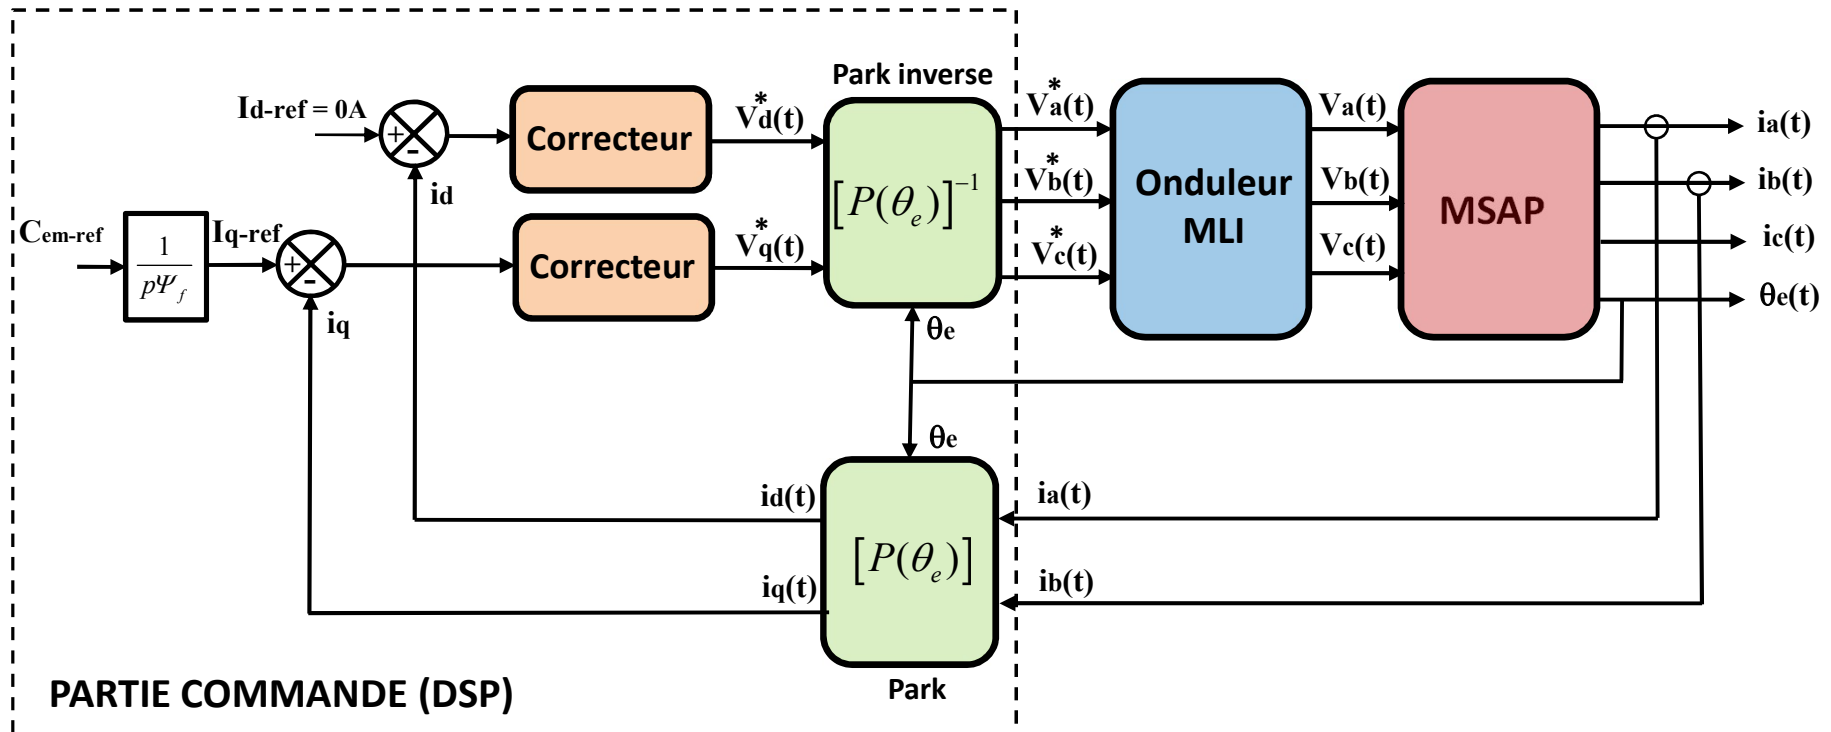 Park inverse
Id-ref = 0A
+
-
Correcteur
V*d(t)
id
Cem-ref
1
pΨf
Iq-ref
+
-
Correcteur
V*q(t)
iq
[P(θe)]⁻¹
V*a(t)
V*b(t)
V*c(t)
Onduleur
MLI
Va(t)
Vb(t)
Vc(t)
MSAP
ia(t)
ib(t)
ic(t)
θe(t)
θe
θe
id(t)
iq(t)
[P(θe)]
ia(t)
ib(t)
Park
PARTIE COMMANDE (DSP)